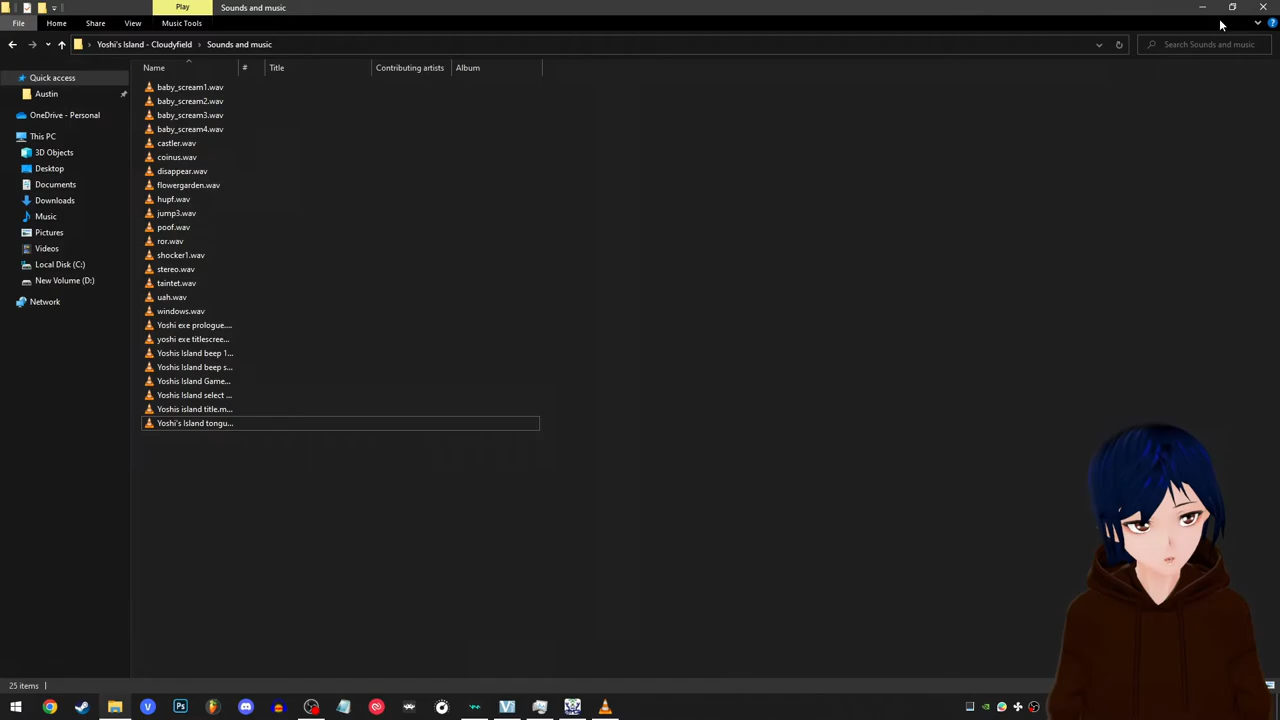 Play
Sounds and music
File
Home
Share
View
Music Tools
Yoshi's Island - Cloudyfield
Sounds and music
Search Sounds and music
Name
#
Title
Contributing artists
Album
Quick access
Austin
OneDrive - Personal
This PC
3D Objects
Desktop
Documents
Downloads
Music
Pictures
Videos
Local Disk (C:)
New Volume (D:)
Network
baby_scream1.wav
baby_scream2.wav
baby_scream3.wav
baby_scream4.wav
castler.wav
coinus.wav
disappear.wav
flowergarden.wav
hupf.wav
jump3.wav
poof.wav
ror.wav
shocker1.wav
stereo.wav
taintet.wav
uah.wav
windows.wav
Yoshi exe prologue....
yoshi exe titlescree...
Yoshis Island beep 1...
Yoshis Island beep s...
Yoshis Island Game...
Yoshis Island select ...
Yoshis island title.m...
Yoshi's Island tongu...
25 items
Ps